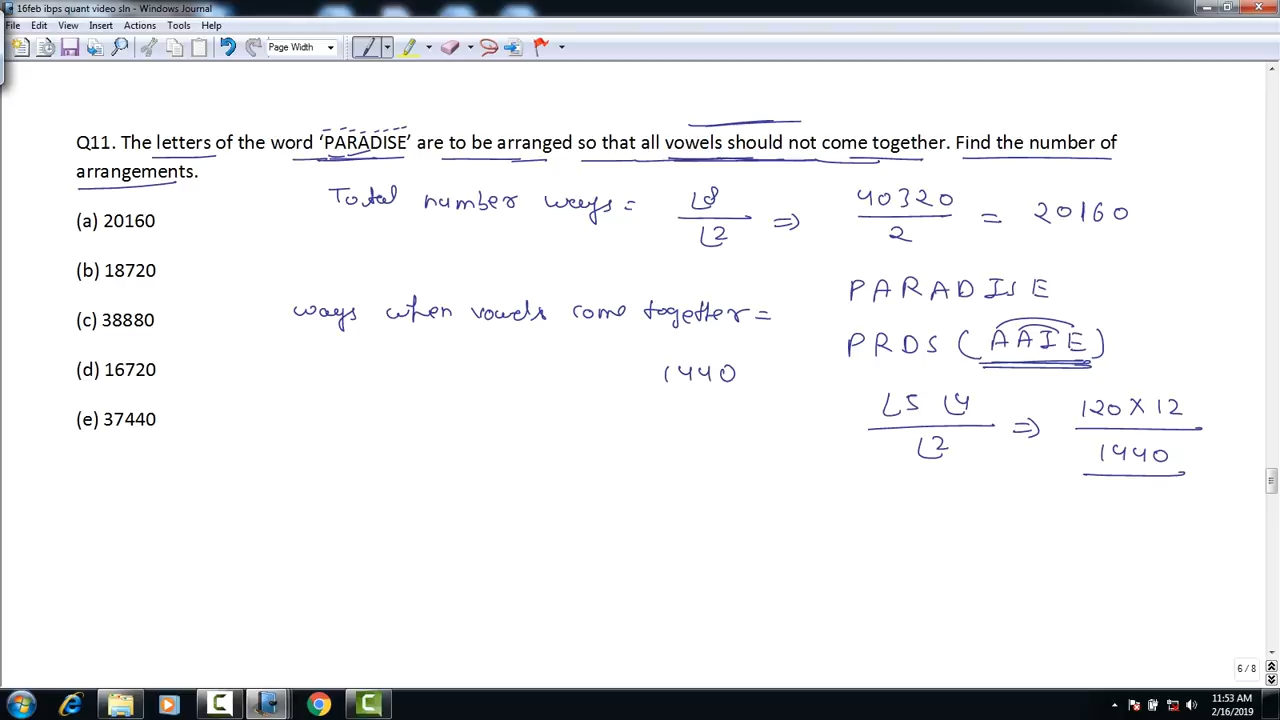 16feb ibps quant video sln - Windows Journal
File Edit View Insert Actions Tools Help
Page Width
Q11. The letters of the word ‘PARADISE’ are to be arranged so that all vowels should not come together. Find the number of
arrangements.
Total number ways = ⌊8 / ⌊2 ⇒ 40320 / 2 = 20160
(a) 20160
(b) 18720
PARADISE
ways when vowels come together =
(c) 38880
PRDS (AAIE)
(d) 16720
1440
⌊5 ⌊4 / ⌊2 ⇒ 120 × 12
1440
(e) 37440
6 / 8
11:53 AM
2/16/2019